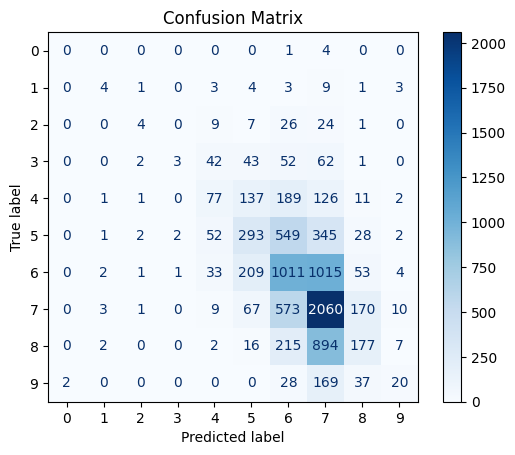 Confusion Matrix
0 0 0 0 0 0 0 1 4 0 0
1 0 4 1 0 3 4 3 9 1 3
2 0 0 4 0 9 7 26 24 1 0
3 0 0 2 3 42 43 52 62 1 0
4 0 1 1 0 77 137 189 126 11 2
5 0 1 2 2 52 293 549 345 28 2
6 0 2 1 1 33 209 1011 1015 53 4
7 0 3 1 0 9 67 573 2060 170 10
8 0 2 0 0 2 16 215 894 177 7
9 2 0 0 0 0 0 28 169 37 20
0 1 2 3 4 5 6 7 8 9
Predicted label
True label
2000
1750
1500
1250
1000
750
500
250
0